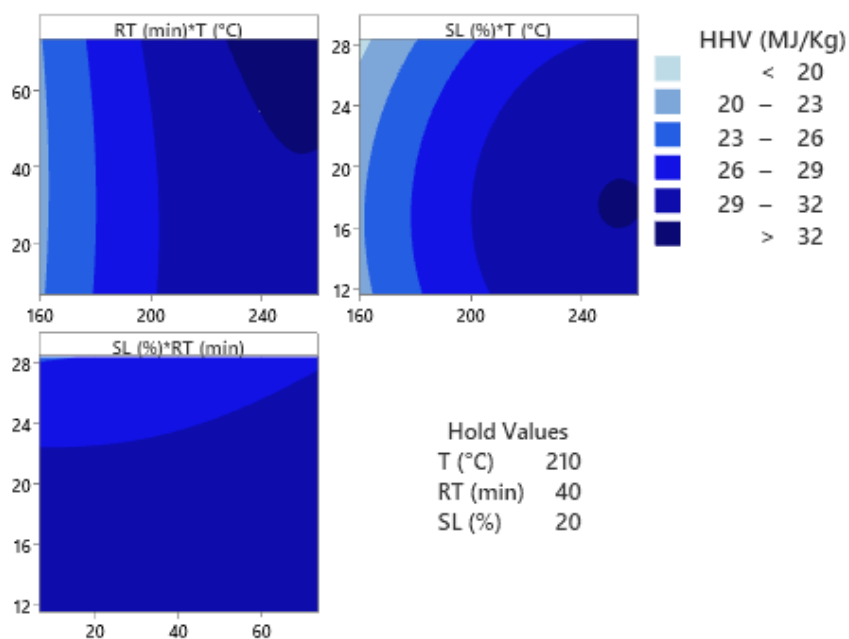 RT (min)*T (°C)
60
40
20
160 200 240
SL (%)*T (°C)
28
24
20
16
12
160 200 240
HHV (MJ/Kg)
< 20
20 – 23
23 – 26
26 – 29
29 – 32
> 32
SL (%)*RT (min)
28
24
20
16
12
20 40 60
Hold Values
T (°C) 210
RT (min) 40
SL (%) 20